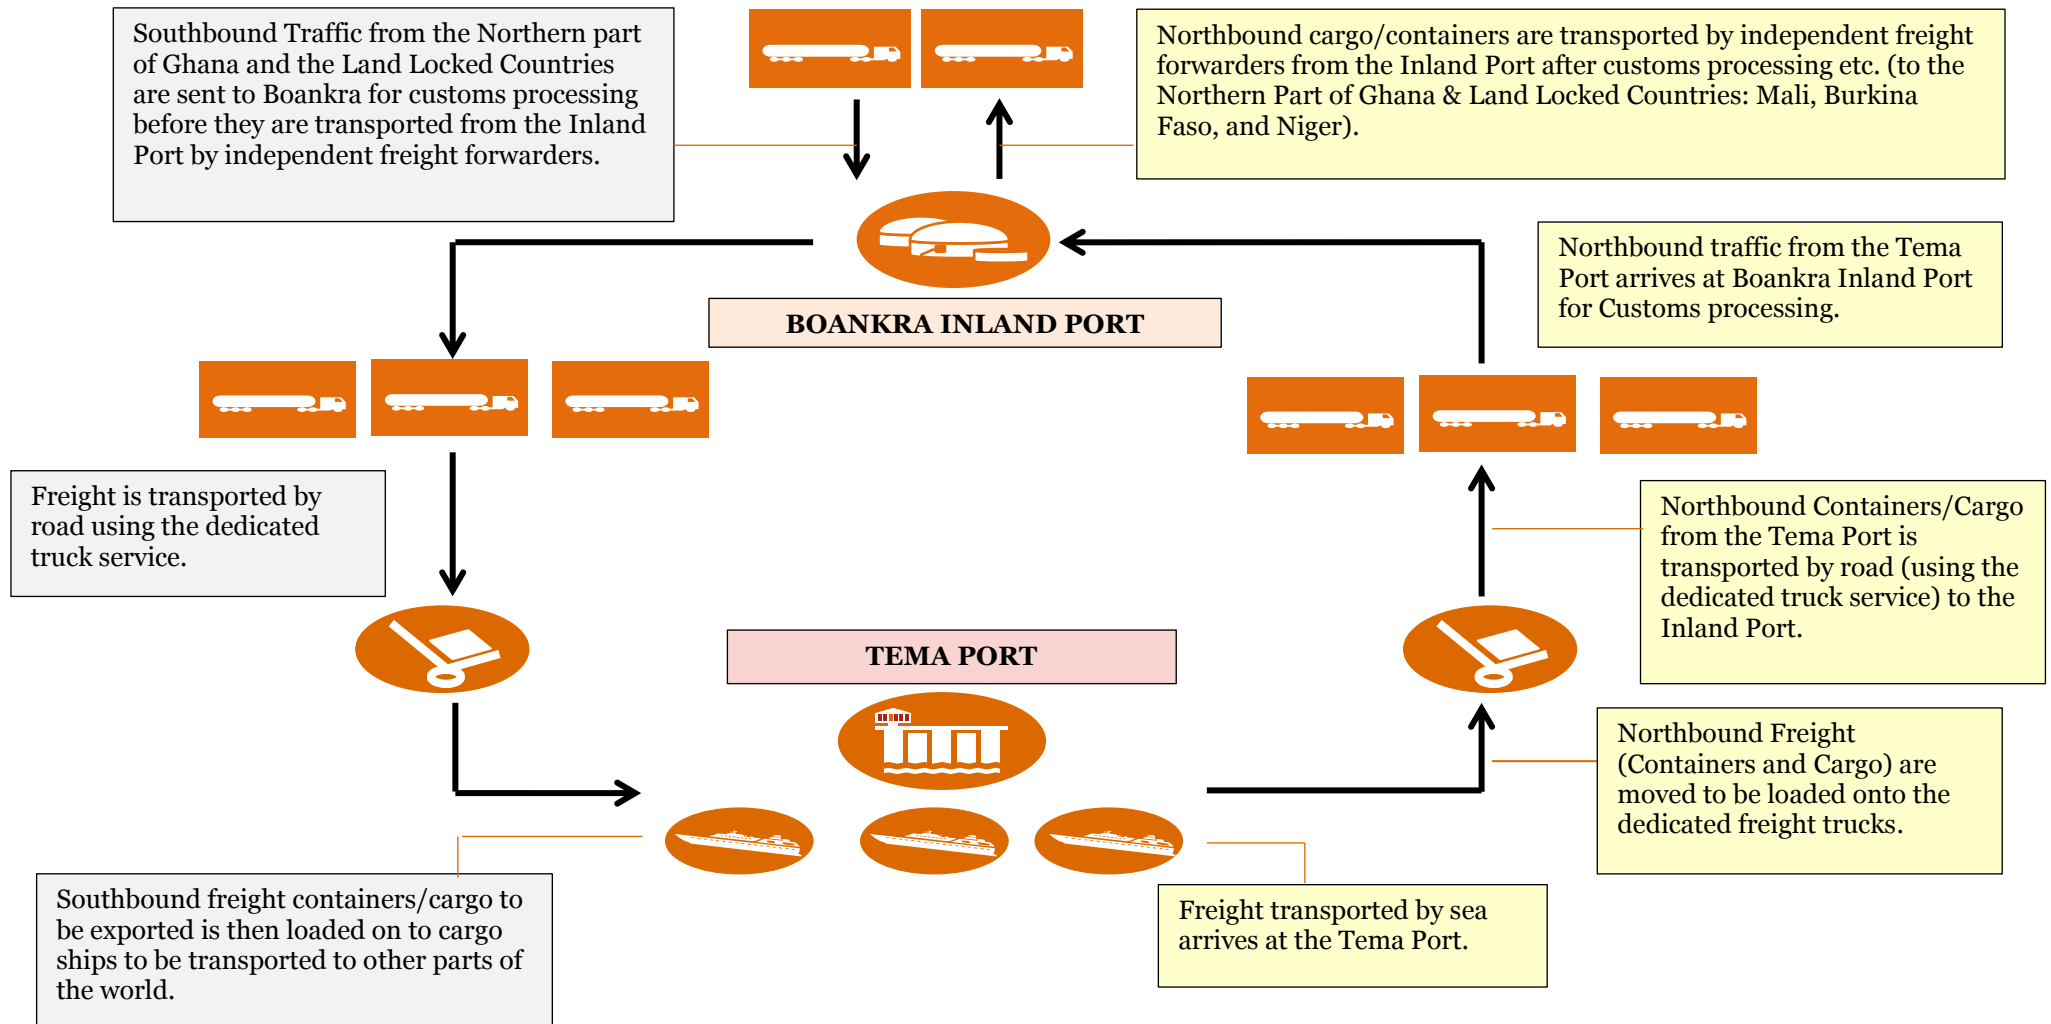 Southbound Traffic from the Northern part
of Ghana and the Land Locked Countries
are sent to Boankra for customs processing
before they are transported from the Inland
Port by independent freight forwarders.
Northbound cargo/containers are transported by independent freight
forwarders from the Inland Port after customs processing etc. (to the
Northern Part of Ghana & Land Locked Countries: Mali, Burkina
Faso, and Niger).
Northbound traffic from the Tema
Port arrives at Boankra Inland Port
for Customs processing.
BOANKRA INLAND PORT
Freight is transported by
road using the dedicated
truck service.
Northbound Containers/Cargo
from the Tema Port is
transported by road (using the
dedicated truck service) to the
Inland Port.
TEMA PORT
Northbound Freight
(Containers and Cargo) are
moved to be loaded onto the
dedicated freight trucks.
Southbound freight containers/cargo to
be exported is then loaded on to cargo
ships to be transported to other parts of
the world.
Freight transported by sea
arrives at the Tema Port.